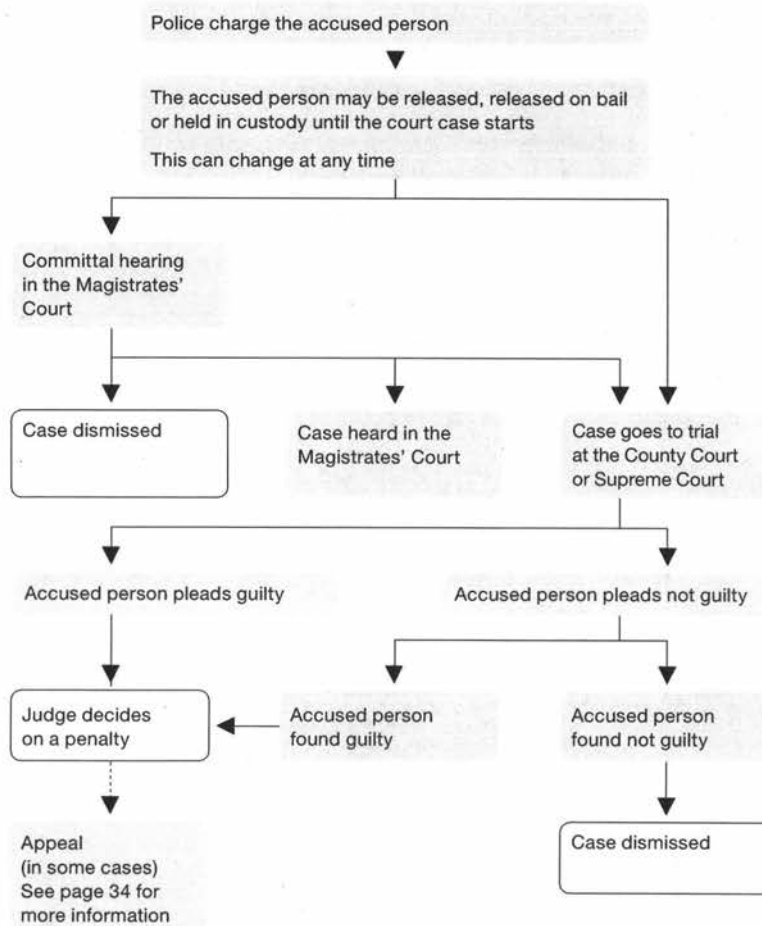 Police charge the accused person
The accused person may be released, released on bail
or held in custody until the court case starts
This can change at any time
Committal hearing
in the Magistrates'
Court
Case dismissed
Case heard in the
Magistrates' Court
Case goes to trial
at the County Court
or Supreme Court
Accused person pleads guilty
Accused person pleads not guilty
Judge decides
on a penalty
Accused person
found guilty
Accused person
found not guilty
Appeal
(in some cases)
See page 34 for
more information
Case dismissed